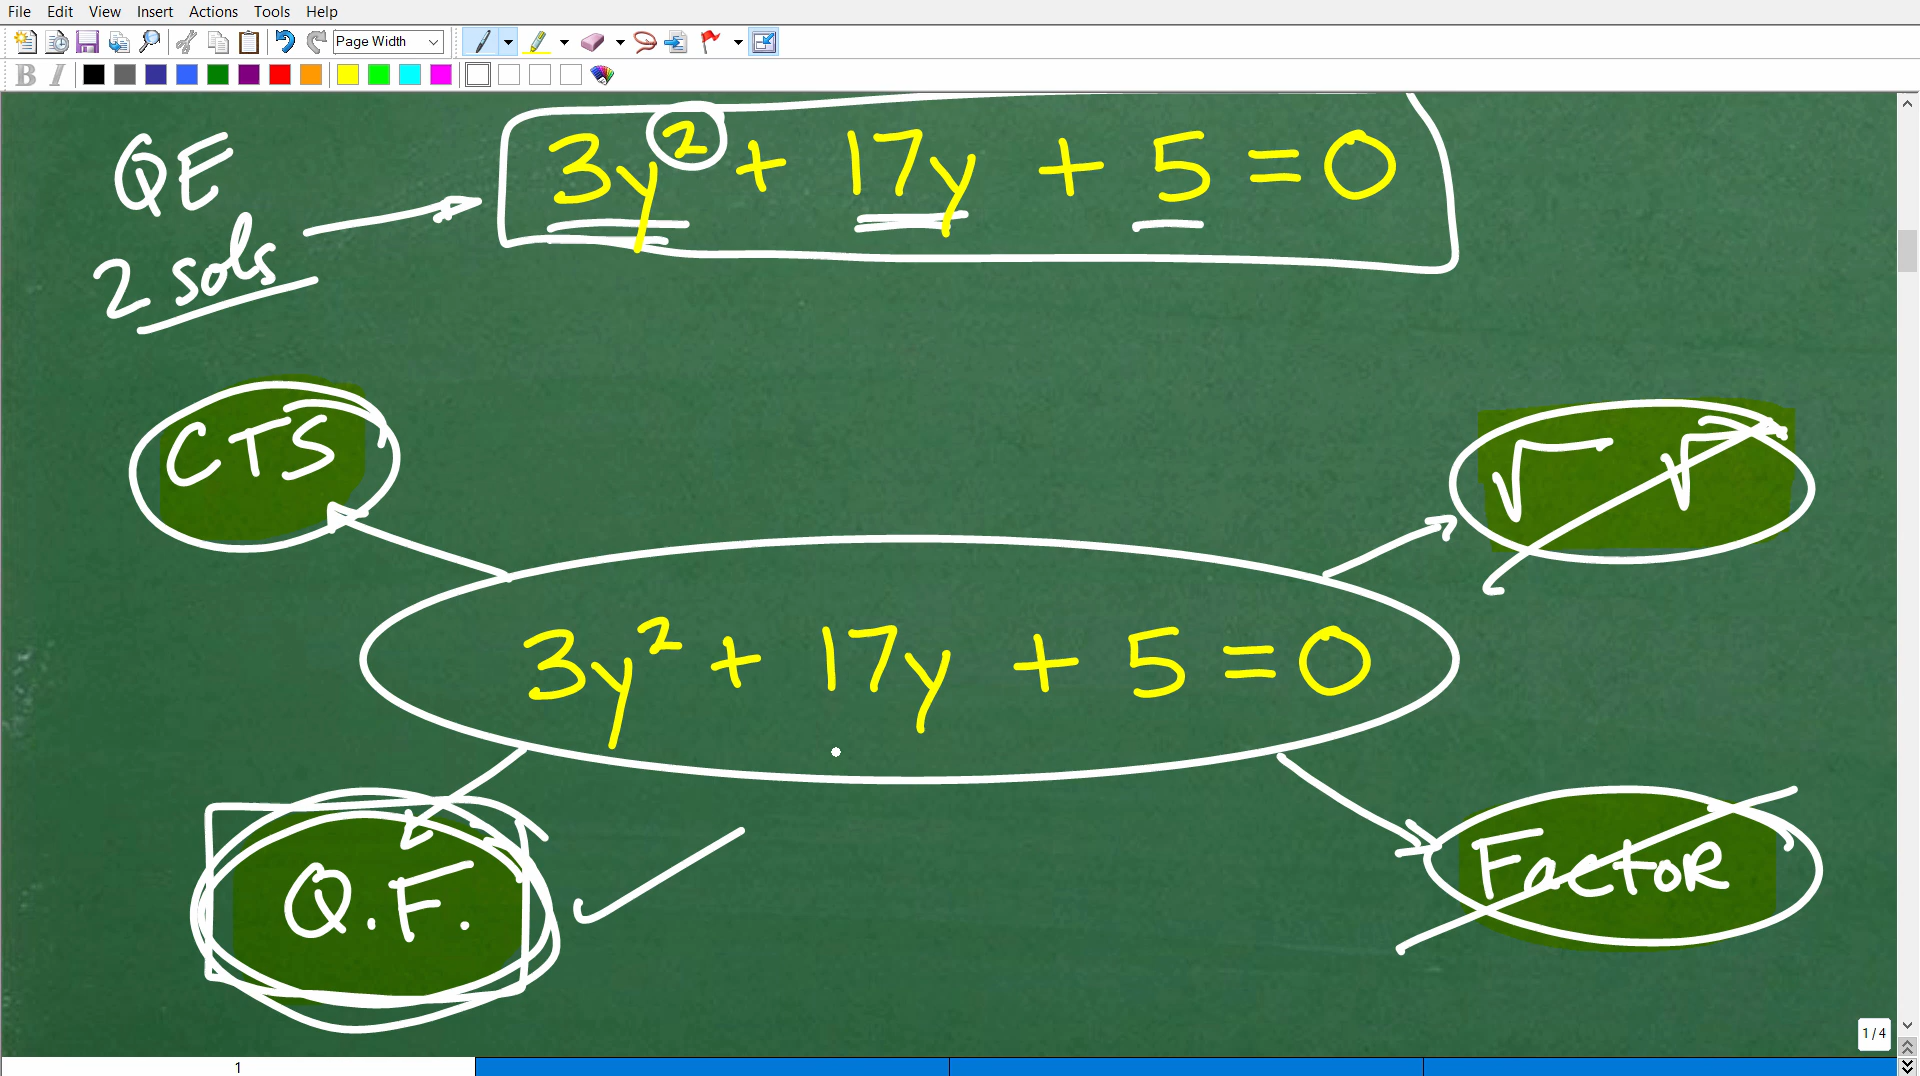 File Edit View Insert Actions Tools Help
Page Width
B I
QE
2 sols
3y² + 17y + 5 = 0
CTS
√ √
3y² + 17y + 5 = 0
Q.F.
Factor
1 / 4
1